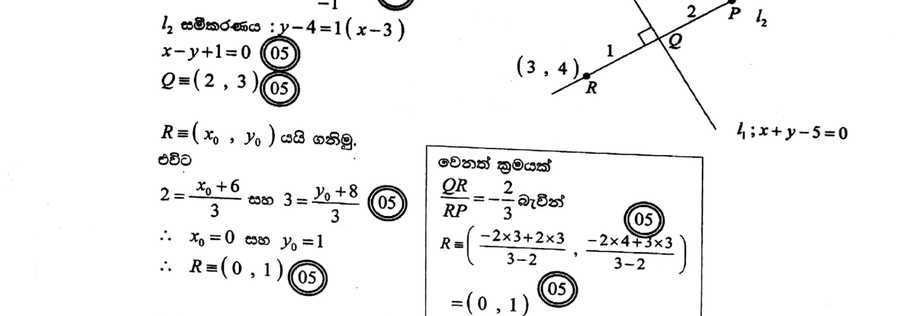 -1
l₂ සමීකරණය : y-4=1(x-3)
x-y+1=0 05
Q≡(2 , 3) 05
R≡(x₀ , y₀) යයි ගනිමු.
එවිට
2=(x₀+6)/3 සහ 3=(y₀+8)/3 05
∴ x₀=0 සහ y₀=1
∴ R≡(0 , 1) 05
2 P l₂
1 Q
(3 , 4) R
l₁ ; x+y-5=0
වෙනත් ක්‍රමයක්
QR/RP=-2/3 බැවින් 05
R≡((-2×3+2×3)/(3-2) , (-2×4+3×3)/(3-2))
=(0 , 1) 05